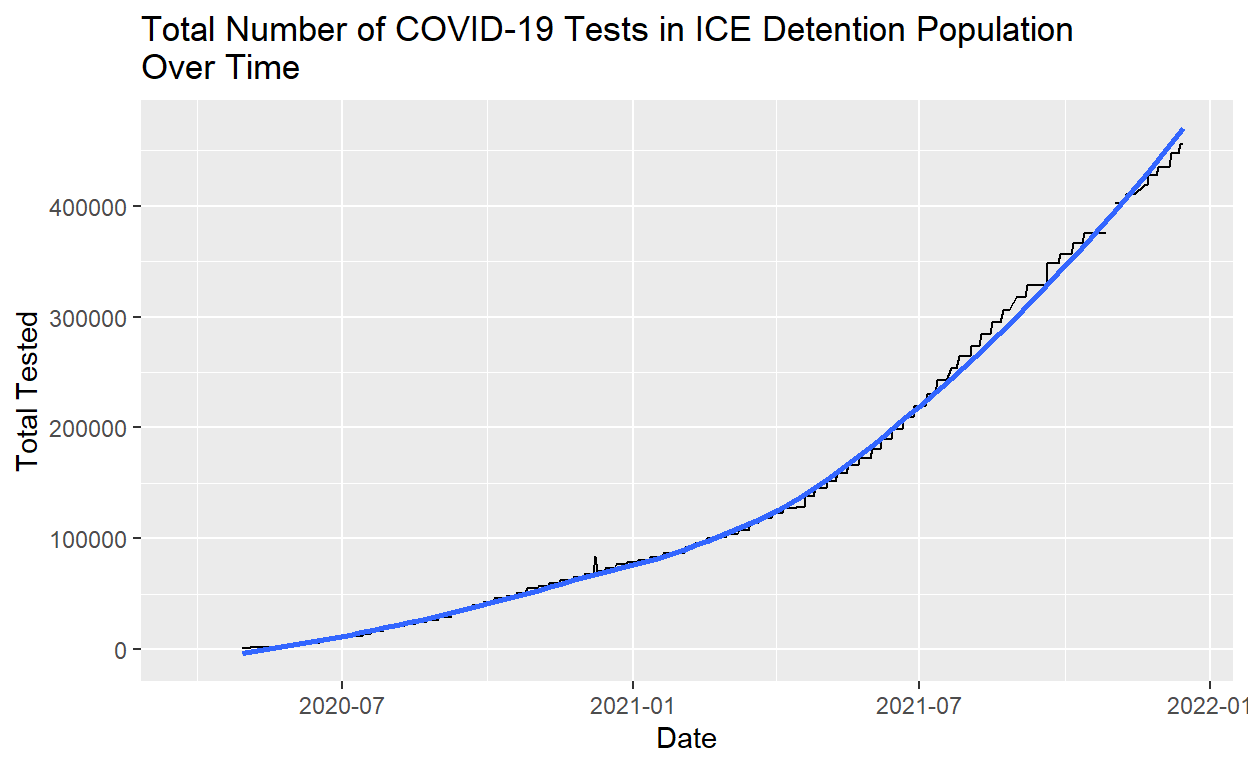 Total Number of COVID-19 Tests in ICE Detention Population
Over Time
Total Tested
400000
300000
200000
100000
0
2020-07
2021-01
2021-07
2022-01
Date